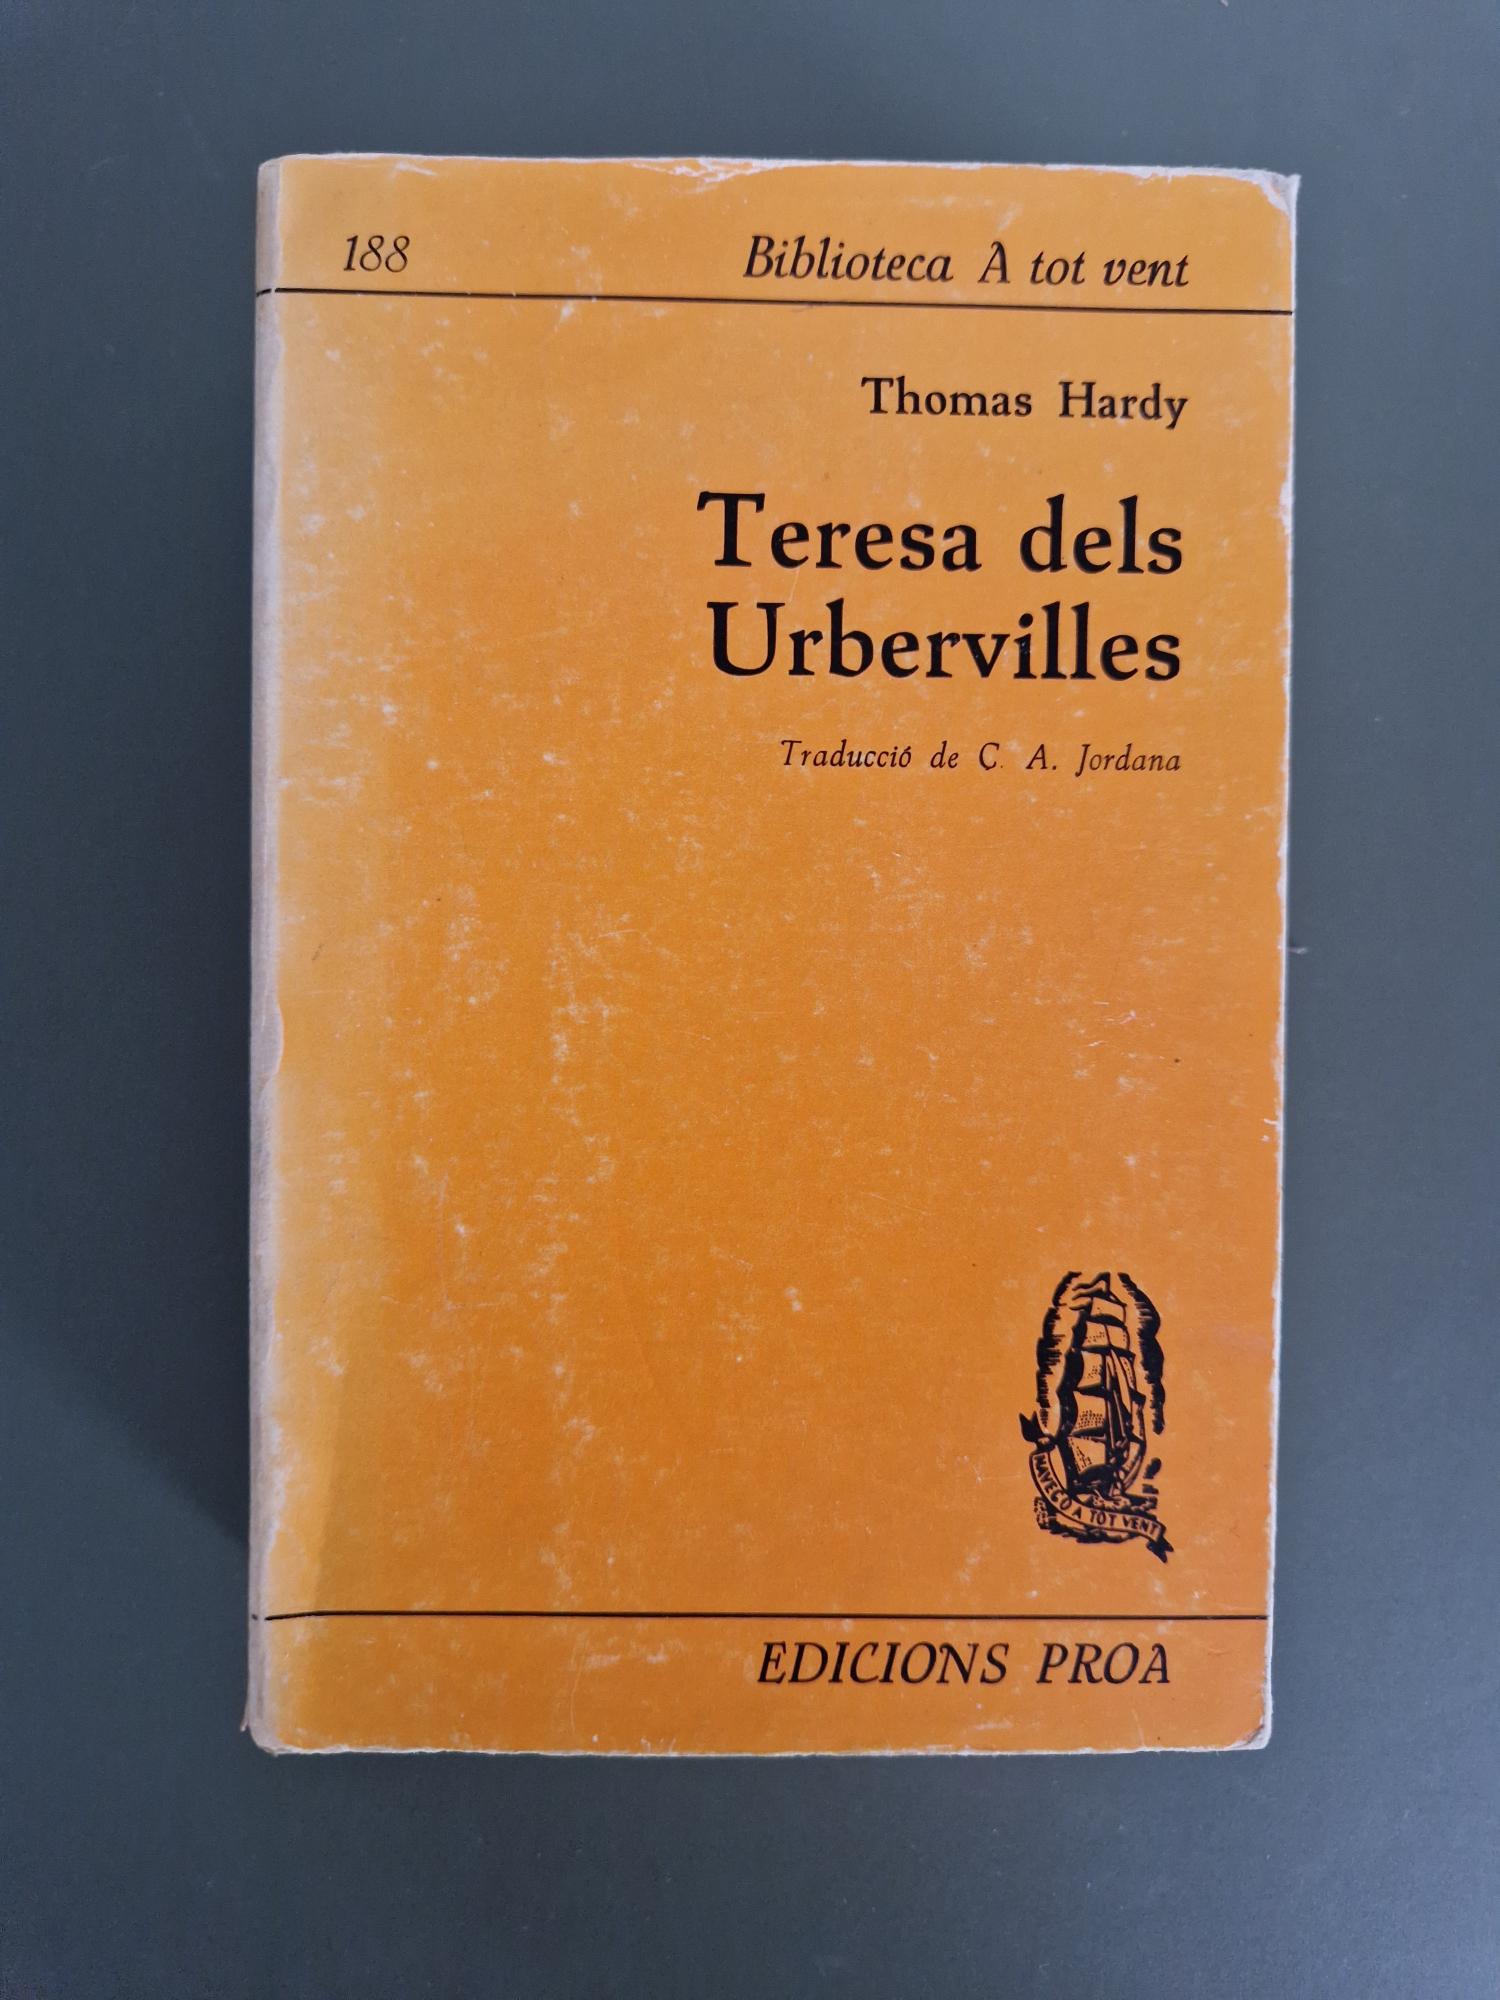 188 Biblioteca A tot vent
Thomas Hardy
Teresa dels
Urbervilles
Traducció de C. A. Jordana
NAVEGO A TOT VENT
EDICIONS PROA